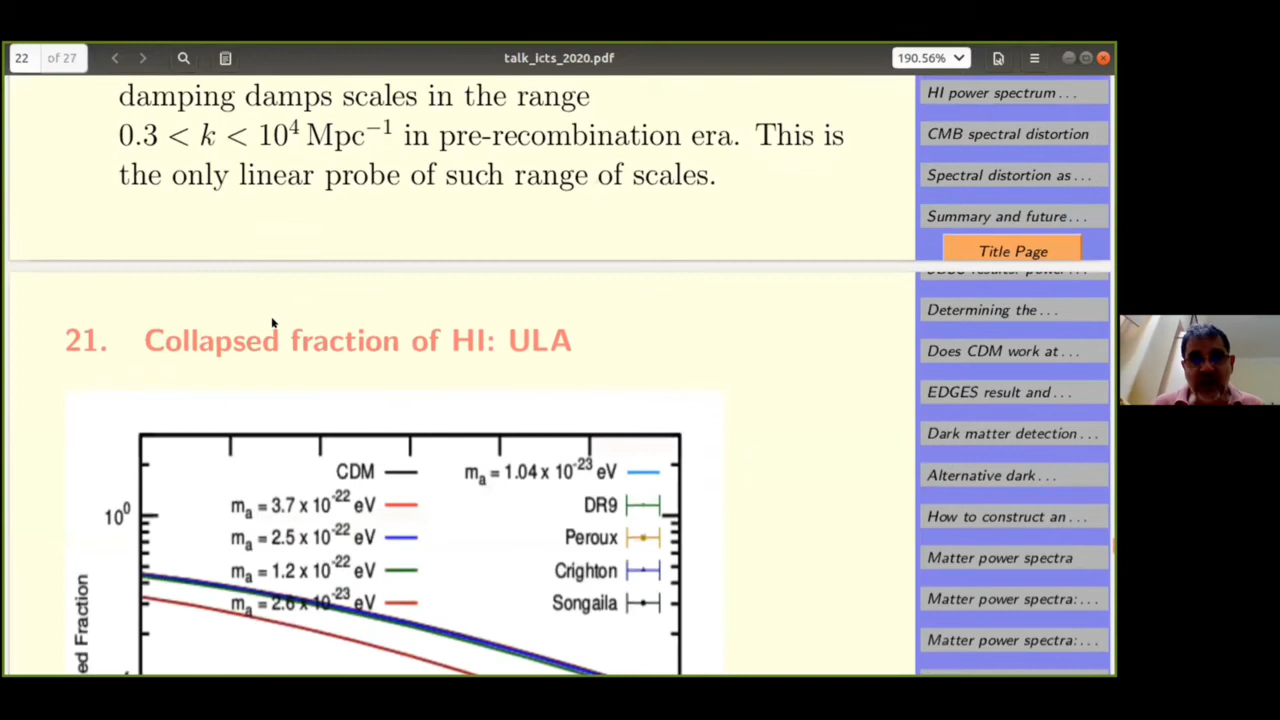 22 of 27
talk_icts_2020.pdf
190.56%
damping damps scales in the range
0.3 < k < 10⁴ Mpc⁻¹ in pre-recombination era. This is
the only linear probe of such range of scales.
21. Collapsed fraction of HI: ULA
CDM
mₐ = 3.7 x 10⁻²² eV
mₐ = 2.5 x 10⁻²² eV
mₐ = 1.2 x 10⁻²² eV
mₐ = 2.6 x 10⁻²³ eV
mₐ = 1.04 x 10⁻²³ eV
DR9
Peroux
Crighton
Songaila
10⁰
ed Fraction
HI power spectrum . . .
CMB spectral distortion
Spectral distortion as . . .
Summary and future . . .
Title Page
Determining the . . .
Does CDM work at . . .
EDGES result and . . .
Dark matter detection . . .
Alternative dark . . .
How to construct an . . .
Matter power spectra
Matter power spectra: . . .
Matter power spectra: . . .